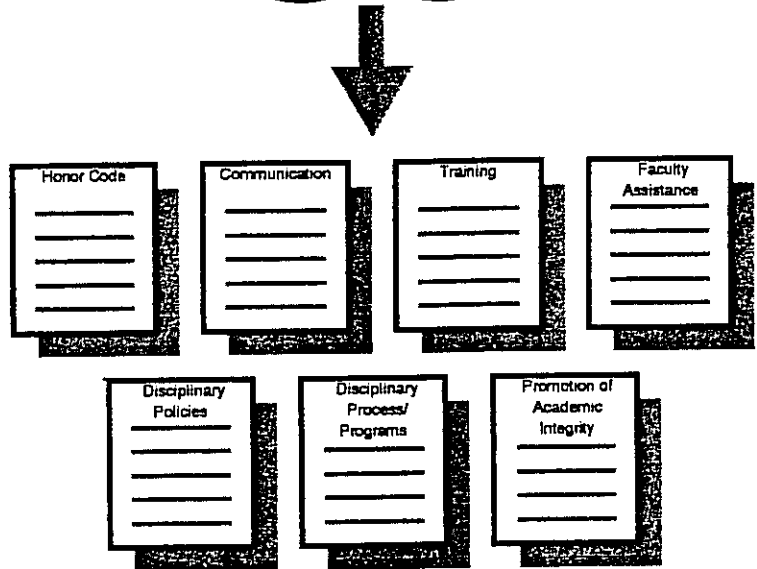 Honor Code
Communication
Training
Faculty
Assistance
Disciplinary
Policies
Disciplinary
Process/
Programs
Promotion of
Academic
Integrity